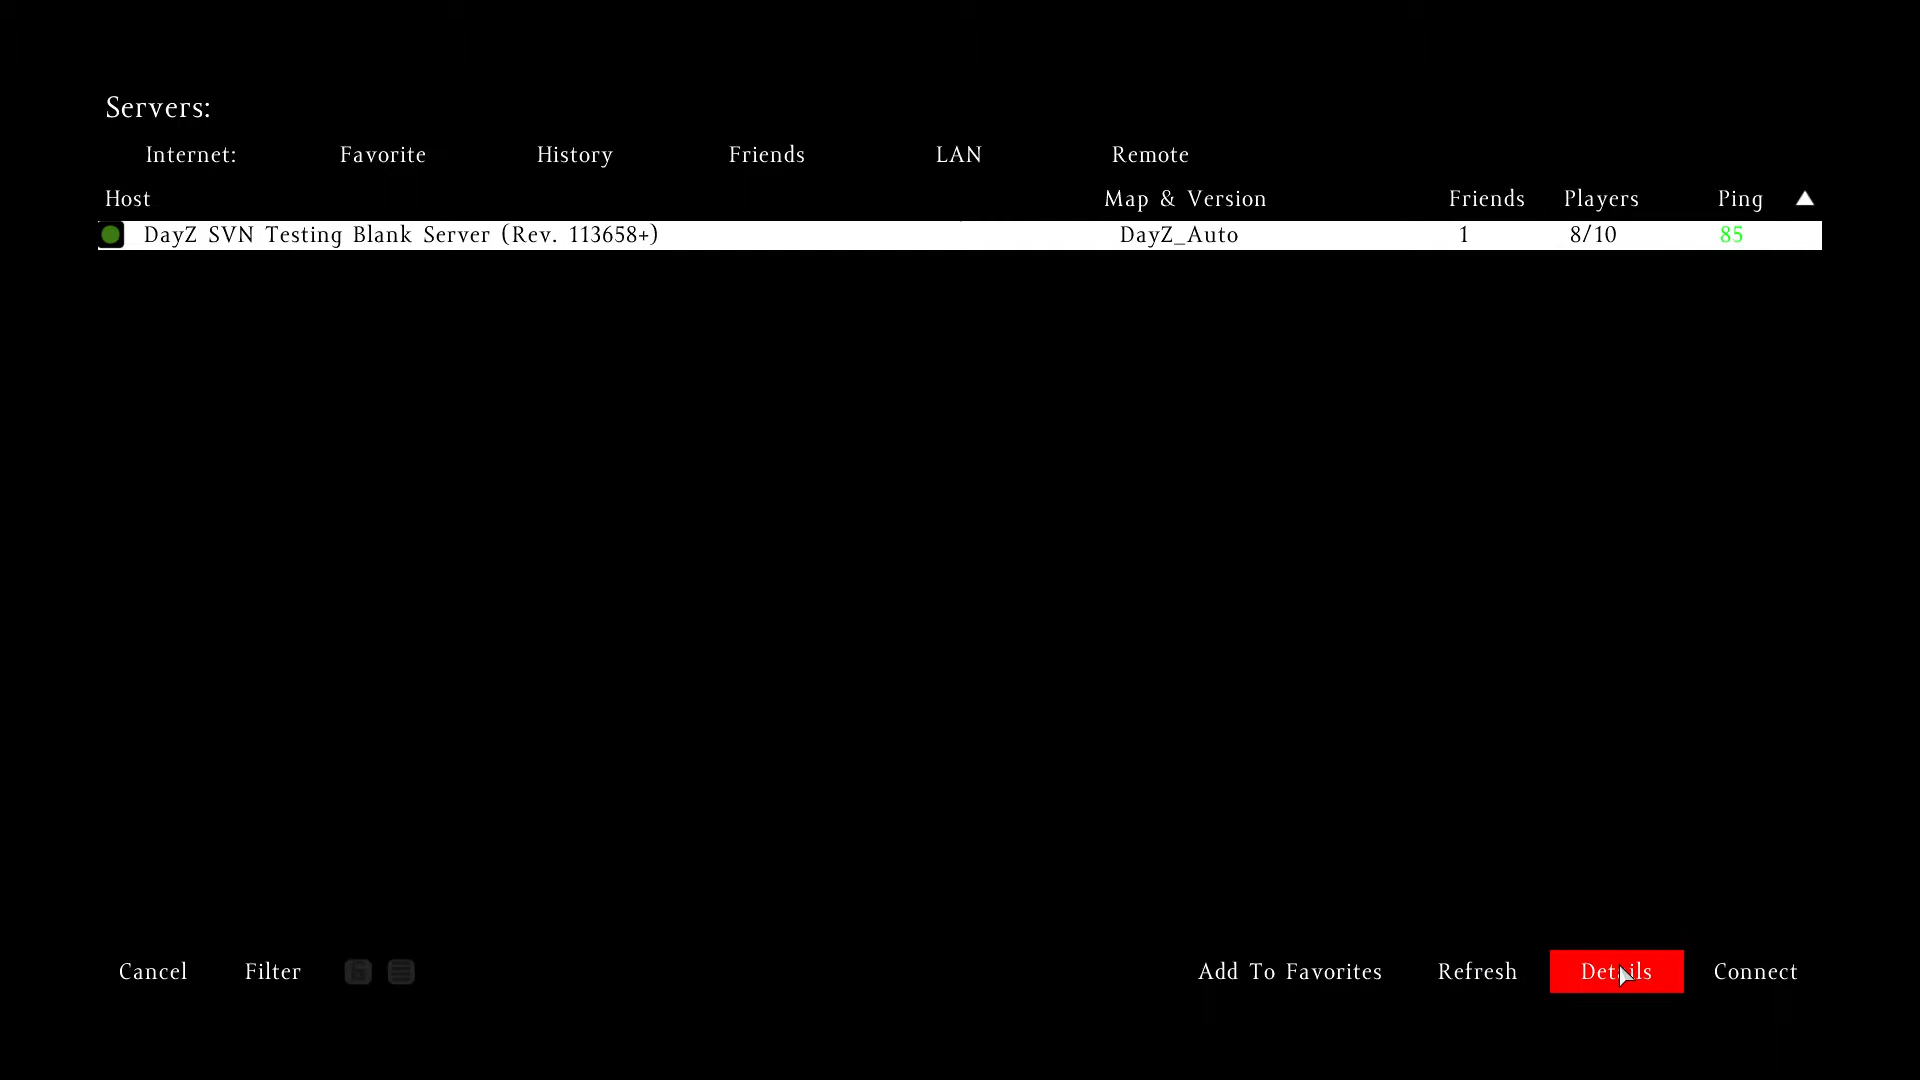 Servers:
Internet: Favorite History Friends LAN Remote
Host Map & Version Friends Players Ping
DayZ SVN Testing Blank Server (Rev. 113658+) DayZ_Auto 1 8/10 85
Cancel Filter Add To Favorites Refresh Details Connect